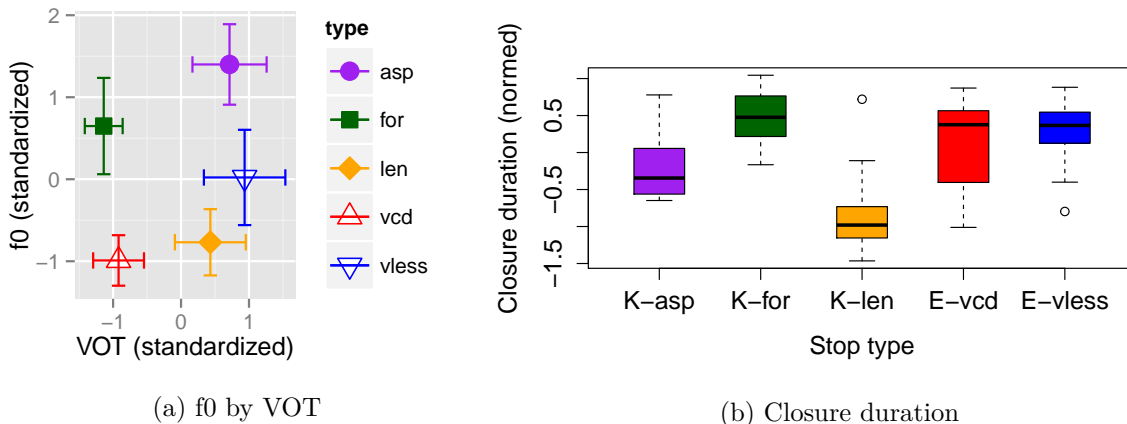 2
1
0
−1
f0 (standardized)
−1 0 1
VOT (standardized)
type
asp
for
len
vcd
vless
(a) f0 by VOT
Closure duration (normed)
0.5
−0.5
−1.5
K−asp K−for K−len E−vcd E−vless
Stop type
(b) Closure duration